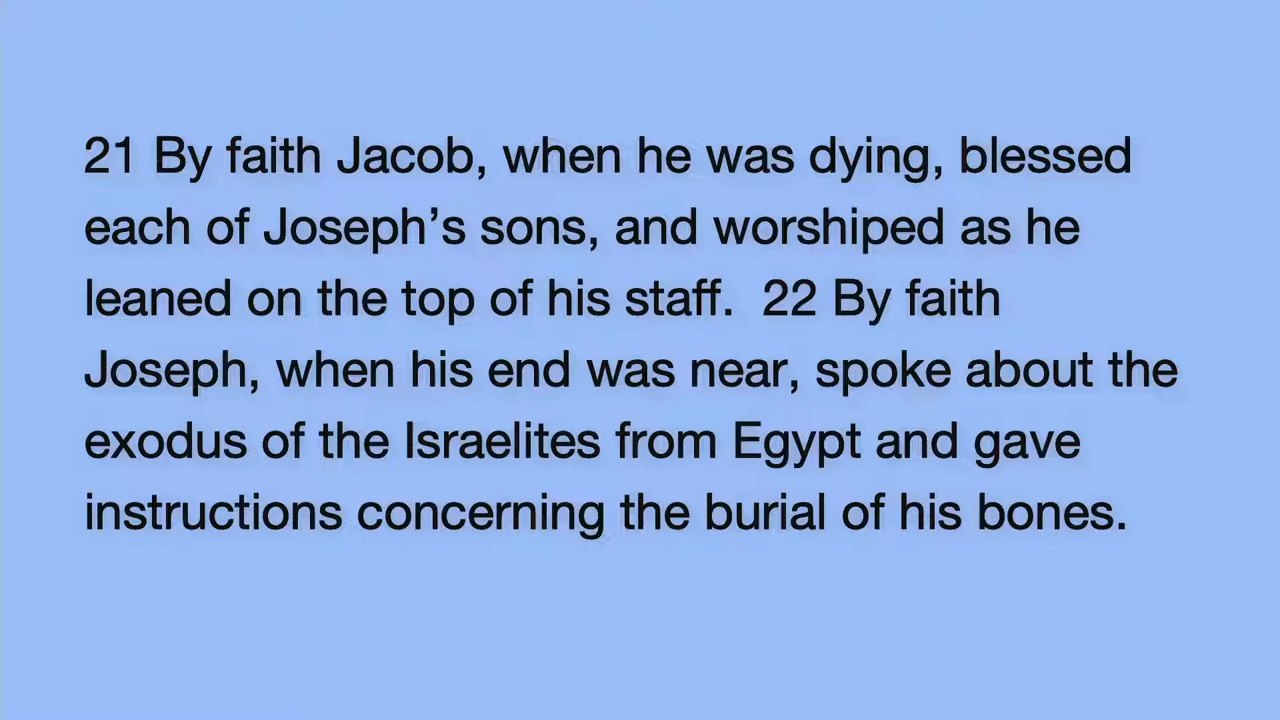 21 By faith Jacob, when he was dying, blessed
each of Joseph’s sons, and worshiped as he
leaned on the top of his staff.  22 By faith
Joseph, when his end was near, spoke about the
exodus of the Israelites from Egypt and gave
instructions concerning the burial of his bones.